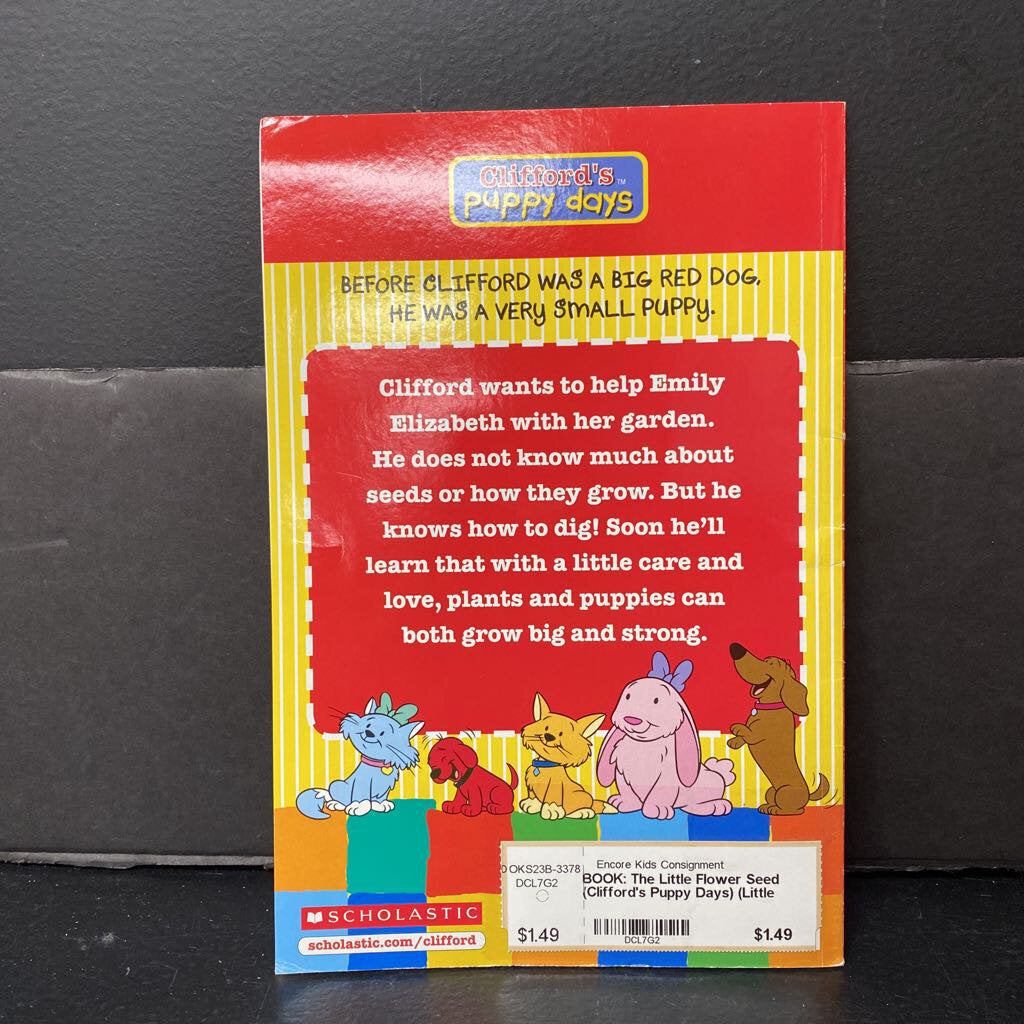 Clifford's™
puppy days
BEFORE CLIFFORD WAS A BIG RED DOG,
HE WAS A VERY SMALL PUPPY.
Clifford wants to help Emily
Elizabeth with her garden.
He does not know much about
seeds or how they grow. But he
knows how to dig! Soon he'll
learn that with a little care and
love, plants and puppies can
both grow big and strong.
SCHOLASTIC
scholastic.com/clifford
OKS23B-3378
DCL7G2
$1.49
Encore Kids Consignment
BOOK: The Little Flower Seed
(Clifford's Puppy Days) (Little
DCL7G2
$1.49